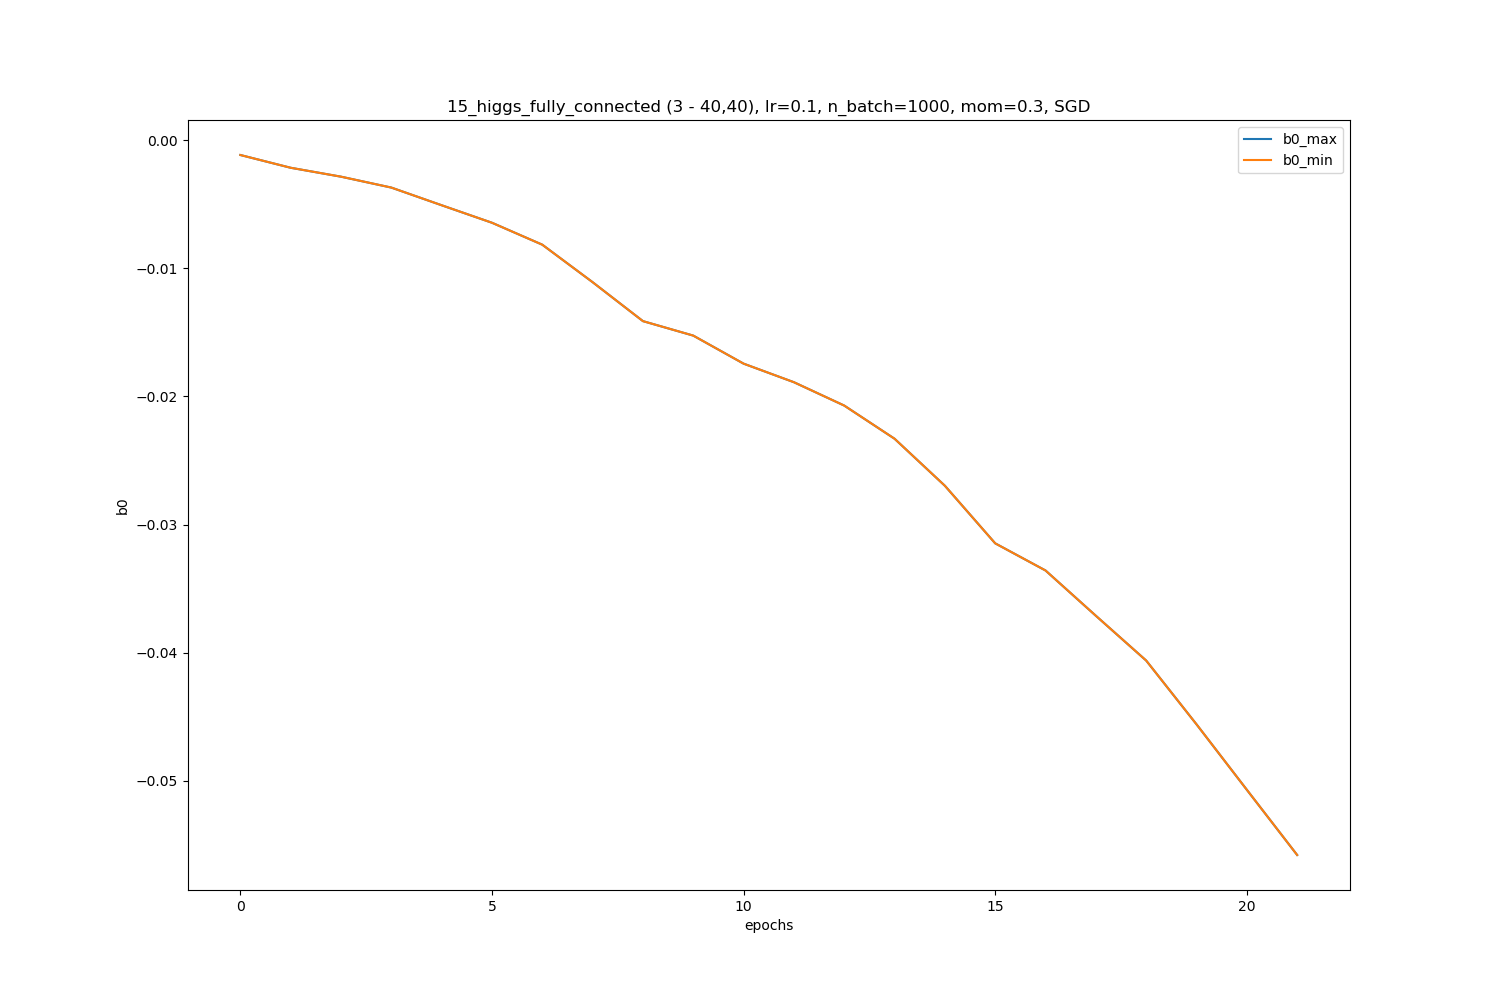 15_higgs_fully_connected (3 - 40,40), lr=0.1, n_batch=1000, mom=0.3, SGD
b0_max
b0_min
0.00
−0.01
−0.02
−0.03
−0.04
−0.05
b0
0 5 10 15 20
epochs